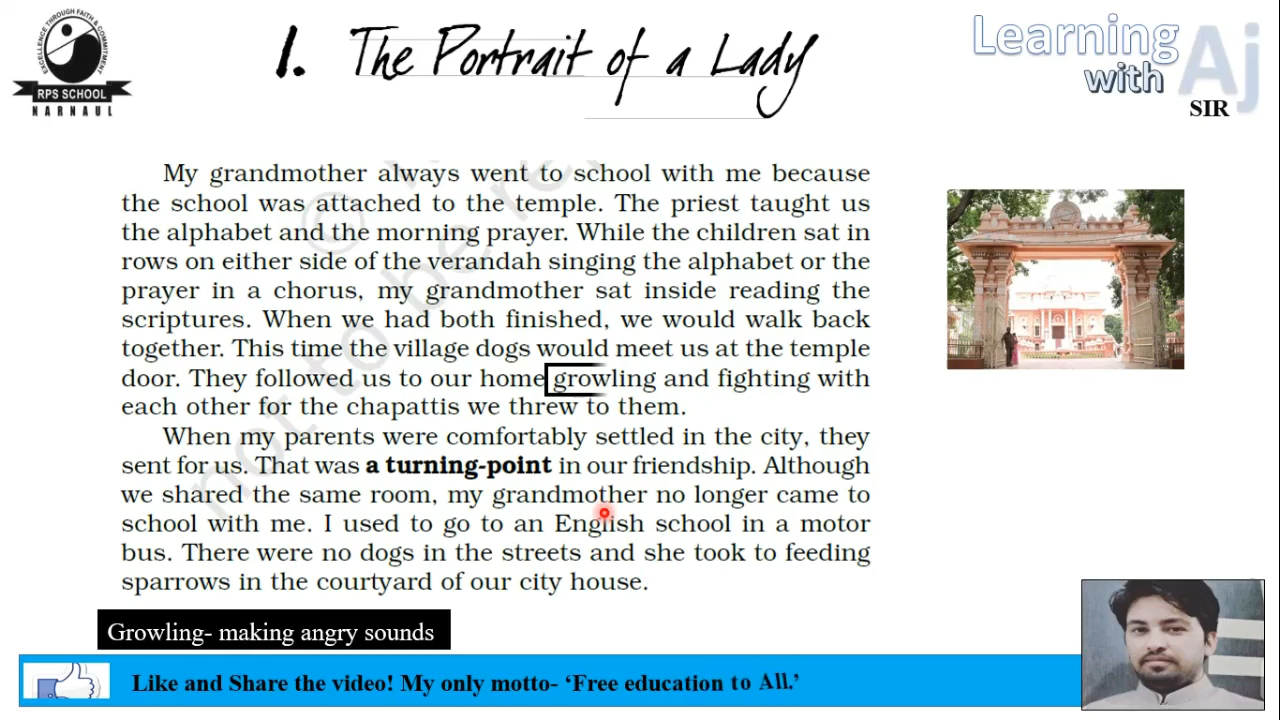 EXCELLENCE THROUGH FAITH & COMMITMENT
RPS SCHOOL
NARNAUL
1. The Portrait of a Lady
Learning
with Aj
SIR
My grandmother always went to school with me because
the school was attached to the temple. The priest taught us
the alphabet and the morning prayer. While the children sat in
rows on either side of the verandah singing the alphabet or the
prayer in a chorus, my grandmother sat inside reading the
scriptures. When we had both finished, we would walk back
together. This time the village dogs would meet us at the temple
door. They followed us to our home growling and fighting with
each other for the chapattis we threw to them.
When my parents were comfortably settled in the city, they
sent for us. That was a turning-point in our friendship. Although
we shared the same room, my grandmother no longer came to
school with me. I used to go to an English school in a motor
bus. There were no dogs in the streets and she took to feeding
sparrows in the courtyard of our city house.
© 
not to be re
Growling- making angry sounds
Like and Share the video! My only motto- ‘Free education to All.’